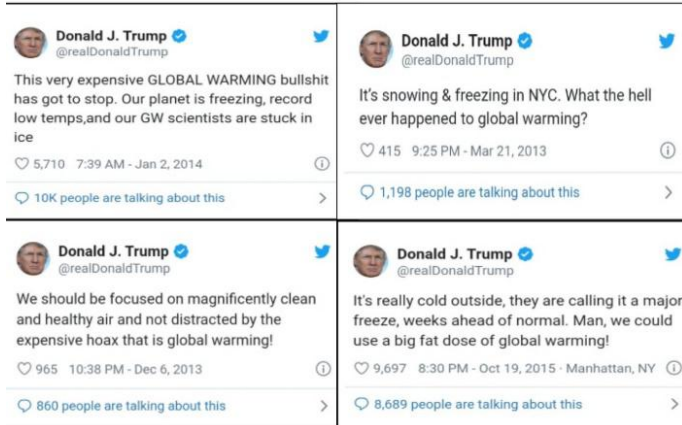 Donald J. Trump
@realDonaldTrump
This very expensive GLOBAL WARMING bullshit
has got to stop. Our planet is freezing, record
low temps,and our GW scientists are stuck in
ice
5,710 7:39 AM - Jan 2, 2014
10K people are talking about this
Donald J. Trump
@realDonaldTrump
It's snowing & freezing in NYC. What the hell
ever happened to global warming?
415 9:25 PM - Mar 21, 2013
1,198 people are talking about this
Donald J. Trump
@realDonaldTrump
We should be focused on magnificently clean
and healthy air and not distracted by the
expensive hoax that is global warming!
965 10:38 PM - Dec 6, 2013
860 people are talking about this
Donald J. Trump
@realDonaldTrump
It's really cold outside, they are calling it a major
freeze, weeks ahead of normal. Man, we could
use a big fat dose of global warming!
9,697 8:30 PM - Oct 19, 2015 · Manhattan, NY
8,689 people are talking about this